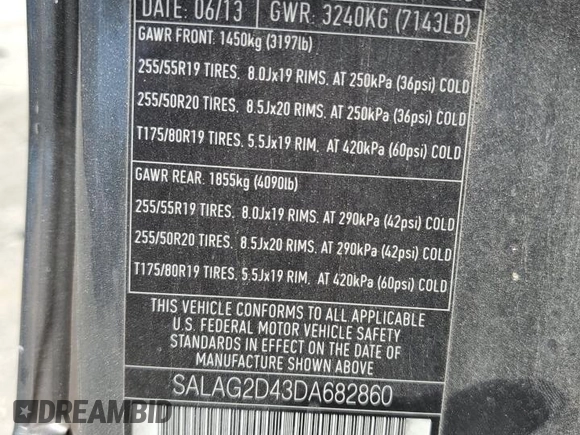 DATE: 06/13 GWR: 3240KG (7143LB)
GAWR FRONT: 1450kg (3197lb)
255/55R19 TIRES. 8.0Jx19 RIMS. AT 250kPa (36psi) COLD
255/50R20 TIRES. 8.5Jx20 RIMS. AT 250kPa (36psi) COLD
T175/80R19 TIRES. 5.5Jx19 RIM. AT 420kPa (60psi) COLD
GAWR REAR: 1855kg (4090lb)
255/55R19 TIRES. 8.0Jx19 RIMS. AT 290kPa (42psi) COLD
255/50R20 TIRES. 8.5Jx20 RIMS. AT 290kPa (42psi) COLD
T175/80R19 TIRES. 5.5Jx19 RIM. AT 420kPa (60psi) COLD
THIS VEHICLE CONFORMS TO ALL APPLICABLE
U.S. FEDERAL MOTOR VEHICLE SAFETY
STANDARDS IN EFFECT ON THE DATE OF
MANUFACTURE SHOWN ABOVE
SALAG2D43DA682860
DREAMBID